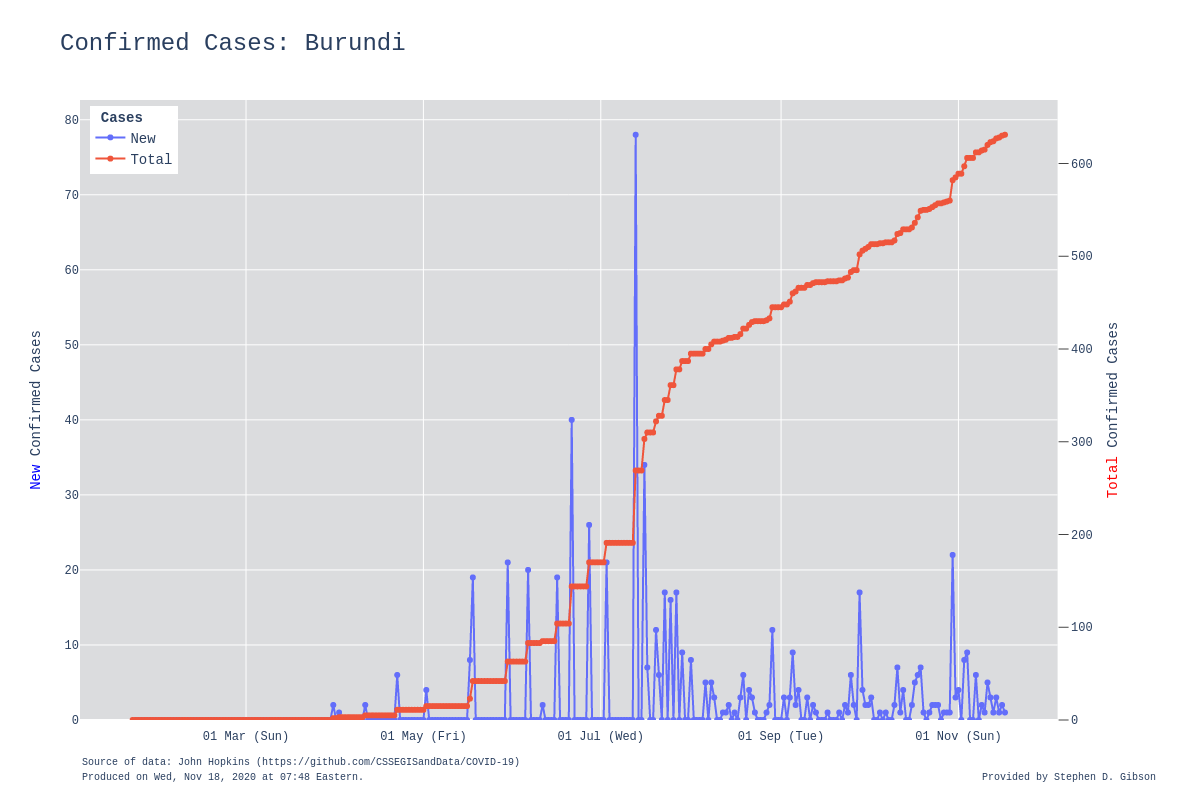 Confirmed Cases: Burundi
Cases
New
Total
80
70
60
50
40
30
20
10
0
600
500
400
300
200
100
0
New Confirmed Cases
Total Confirmed Cases
01 Mar (Sun)
01 May (Fri)
01 Jul (Wed)
01 Sep (Tue)
01 Nov (Sun)
Source of data: John Hopkins (https://github.com/CSSEGISandData/COVID-19)
Produced on Wed, Nov 18, 2020 at 07:48 Eastern.
Provided by Stephen D. Gibson